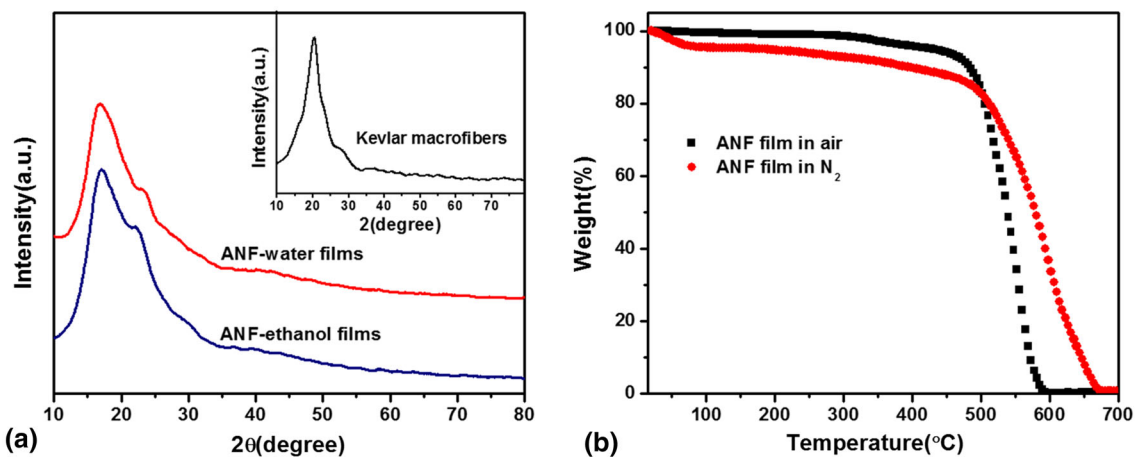 Intensity(a.u.)
Intensity(a.u.)
Kevlar macrofibers
10 20 30 40 50 60 70
2(degree)
ANF-water films
ANF-ethanol films
10 20 30 40 50 60 70 80
2θ(degree)
(a)
Weight(%)
100
80
60
40
20
0
ANF film in air
ANF film in N2
100 200 300 400 500 600 700
Temperature(°C)
(b)